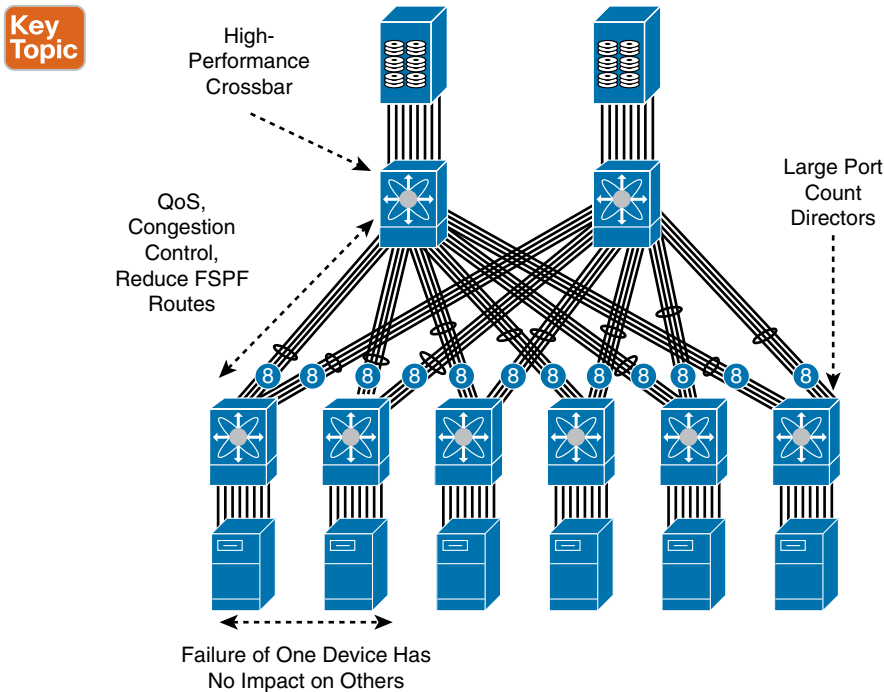 Key
Topic
High-
Performance
Crossbar
Large Port
Count
Directors
QoS,
Congestion
Control,
Reduce FSPF
Routes
8 8 8 8 8 8 8 8 8 8 8 8
Failure of One Device Has
No Impact on Others